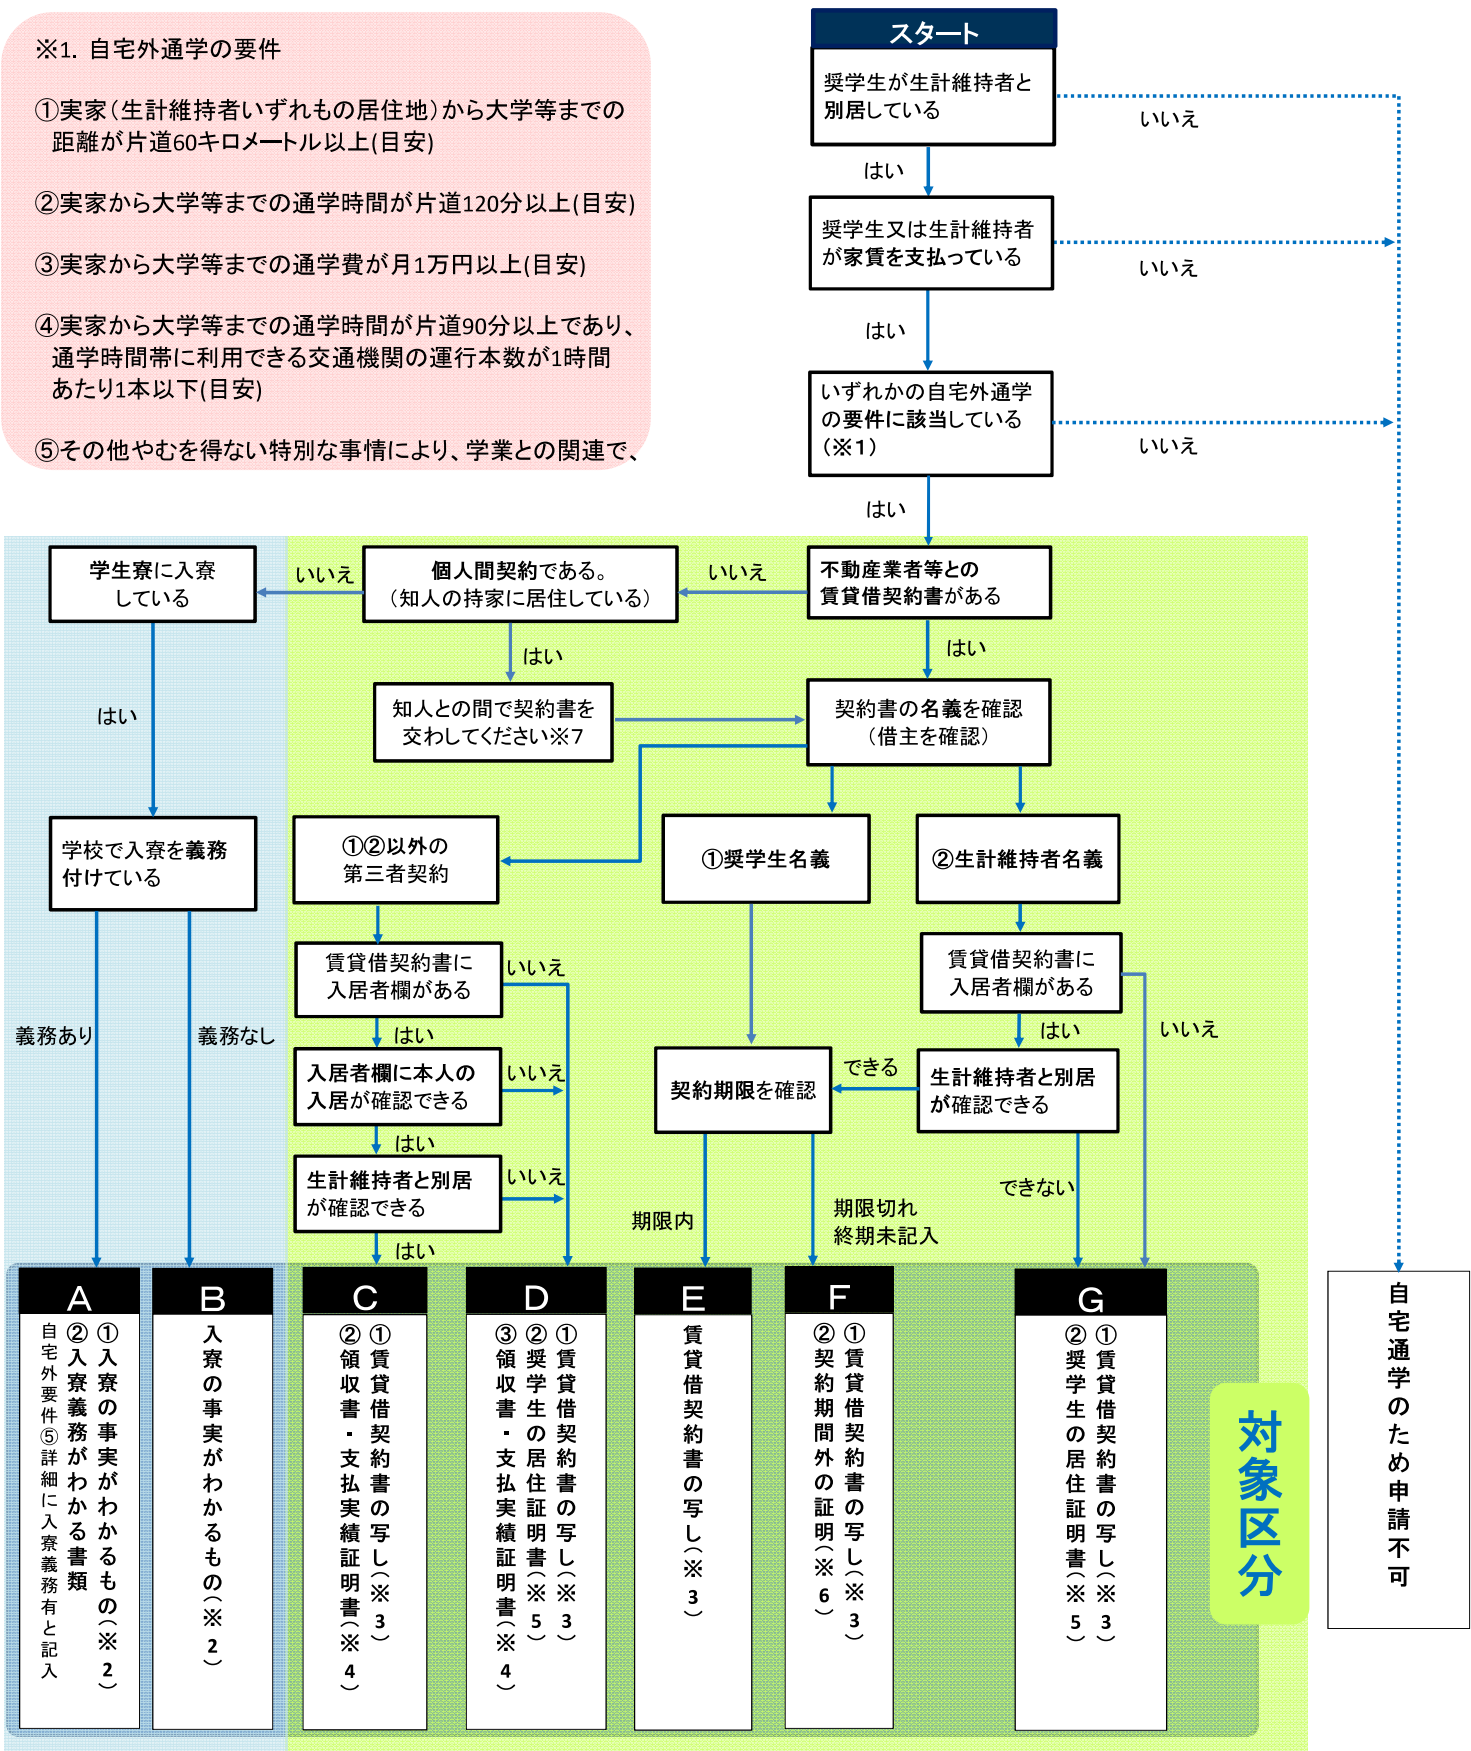 ※1. 自宅外通学の要件
①実家（生計維持者いずれもの居住地）から大学等までの
距離が片道60キロメートル以上(目安)
②実家から大学等までの通学時間が片道120分以上(目安)
③実家から大学等までの通学費が月1万円以上(目安)
④実家から大学等までの通学時間が片道90分以上であり、
通学時間帯に利用できる交通機関の運行本数が1時間
あたり1本以下(目安)
⑤その他やむを得ない特別な事情により、学業との関連で、
スタート
奨学生が生計維持者と
別居している
いいえ
はい
奨学生又は生計維持者
が家賃を支払っている
いいえ
はい
いずれかの自宅外通学
の要件に該当している
（※１）
いいえ
はい
学生寮に入寮
している
いいえ
個人間契約である。
（知人の持家に居住している）
いいえ
不動産業者等との
賃貸借契約書がある
はい
はい
はい
知人との間で契約書を
交わしてください※７
契約書の名義を確認
（借主を確認）
学校で入寮を義務
付けている
①②以外の
第三者契約
①奨学生名義
②生計維持者名義
賃貸借契約書に
入居者欄がある
いいえ
はい
賃貸借契約書に
入居者欄がある
はい
いいえ
義務あり
義務なし
入居者欄に本人の
入居が確認できる
いいえ
はい
契約期限を確認
できる
生計維持者と別居
が確認できる
できない
生計維持者と別居
が確認できる
いいえ
はい
期限内
期限切れ
終期未記入
A
①入寮の事実がわかるもの（※2）
②入寮義務がわかる書類
自宅外要件⑤詳細に入寮義務有と記入
B
入寮の事実がわかるもの（※2）
C
①賃貸借契約書の写し（※3）
②領収書・支払実績証明書（※4）
D
①賃貸借契約書の写し（※3）
②奨学生の居住証明書（※5）
③領収書・支払実績証明書（※4）
E
賃貸借契約書の写し（※3）
F
①賃貸借契約書の写し（※3）
②契約期間外の証明（※6）
G
①賃貸借契約書の写し（※3）
②奨学生の居住証明書（※5）
対象区分
自宅通学のため申請不可